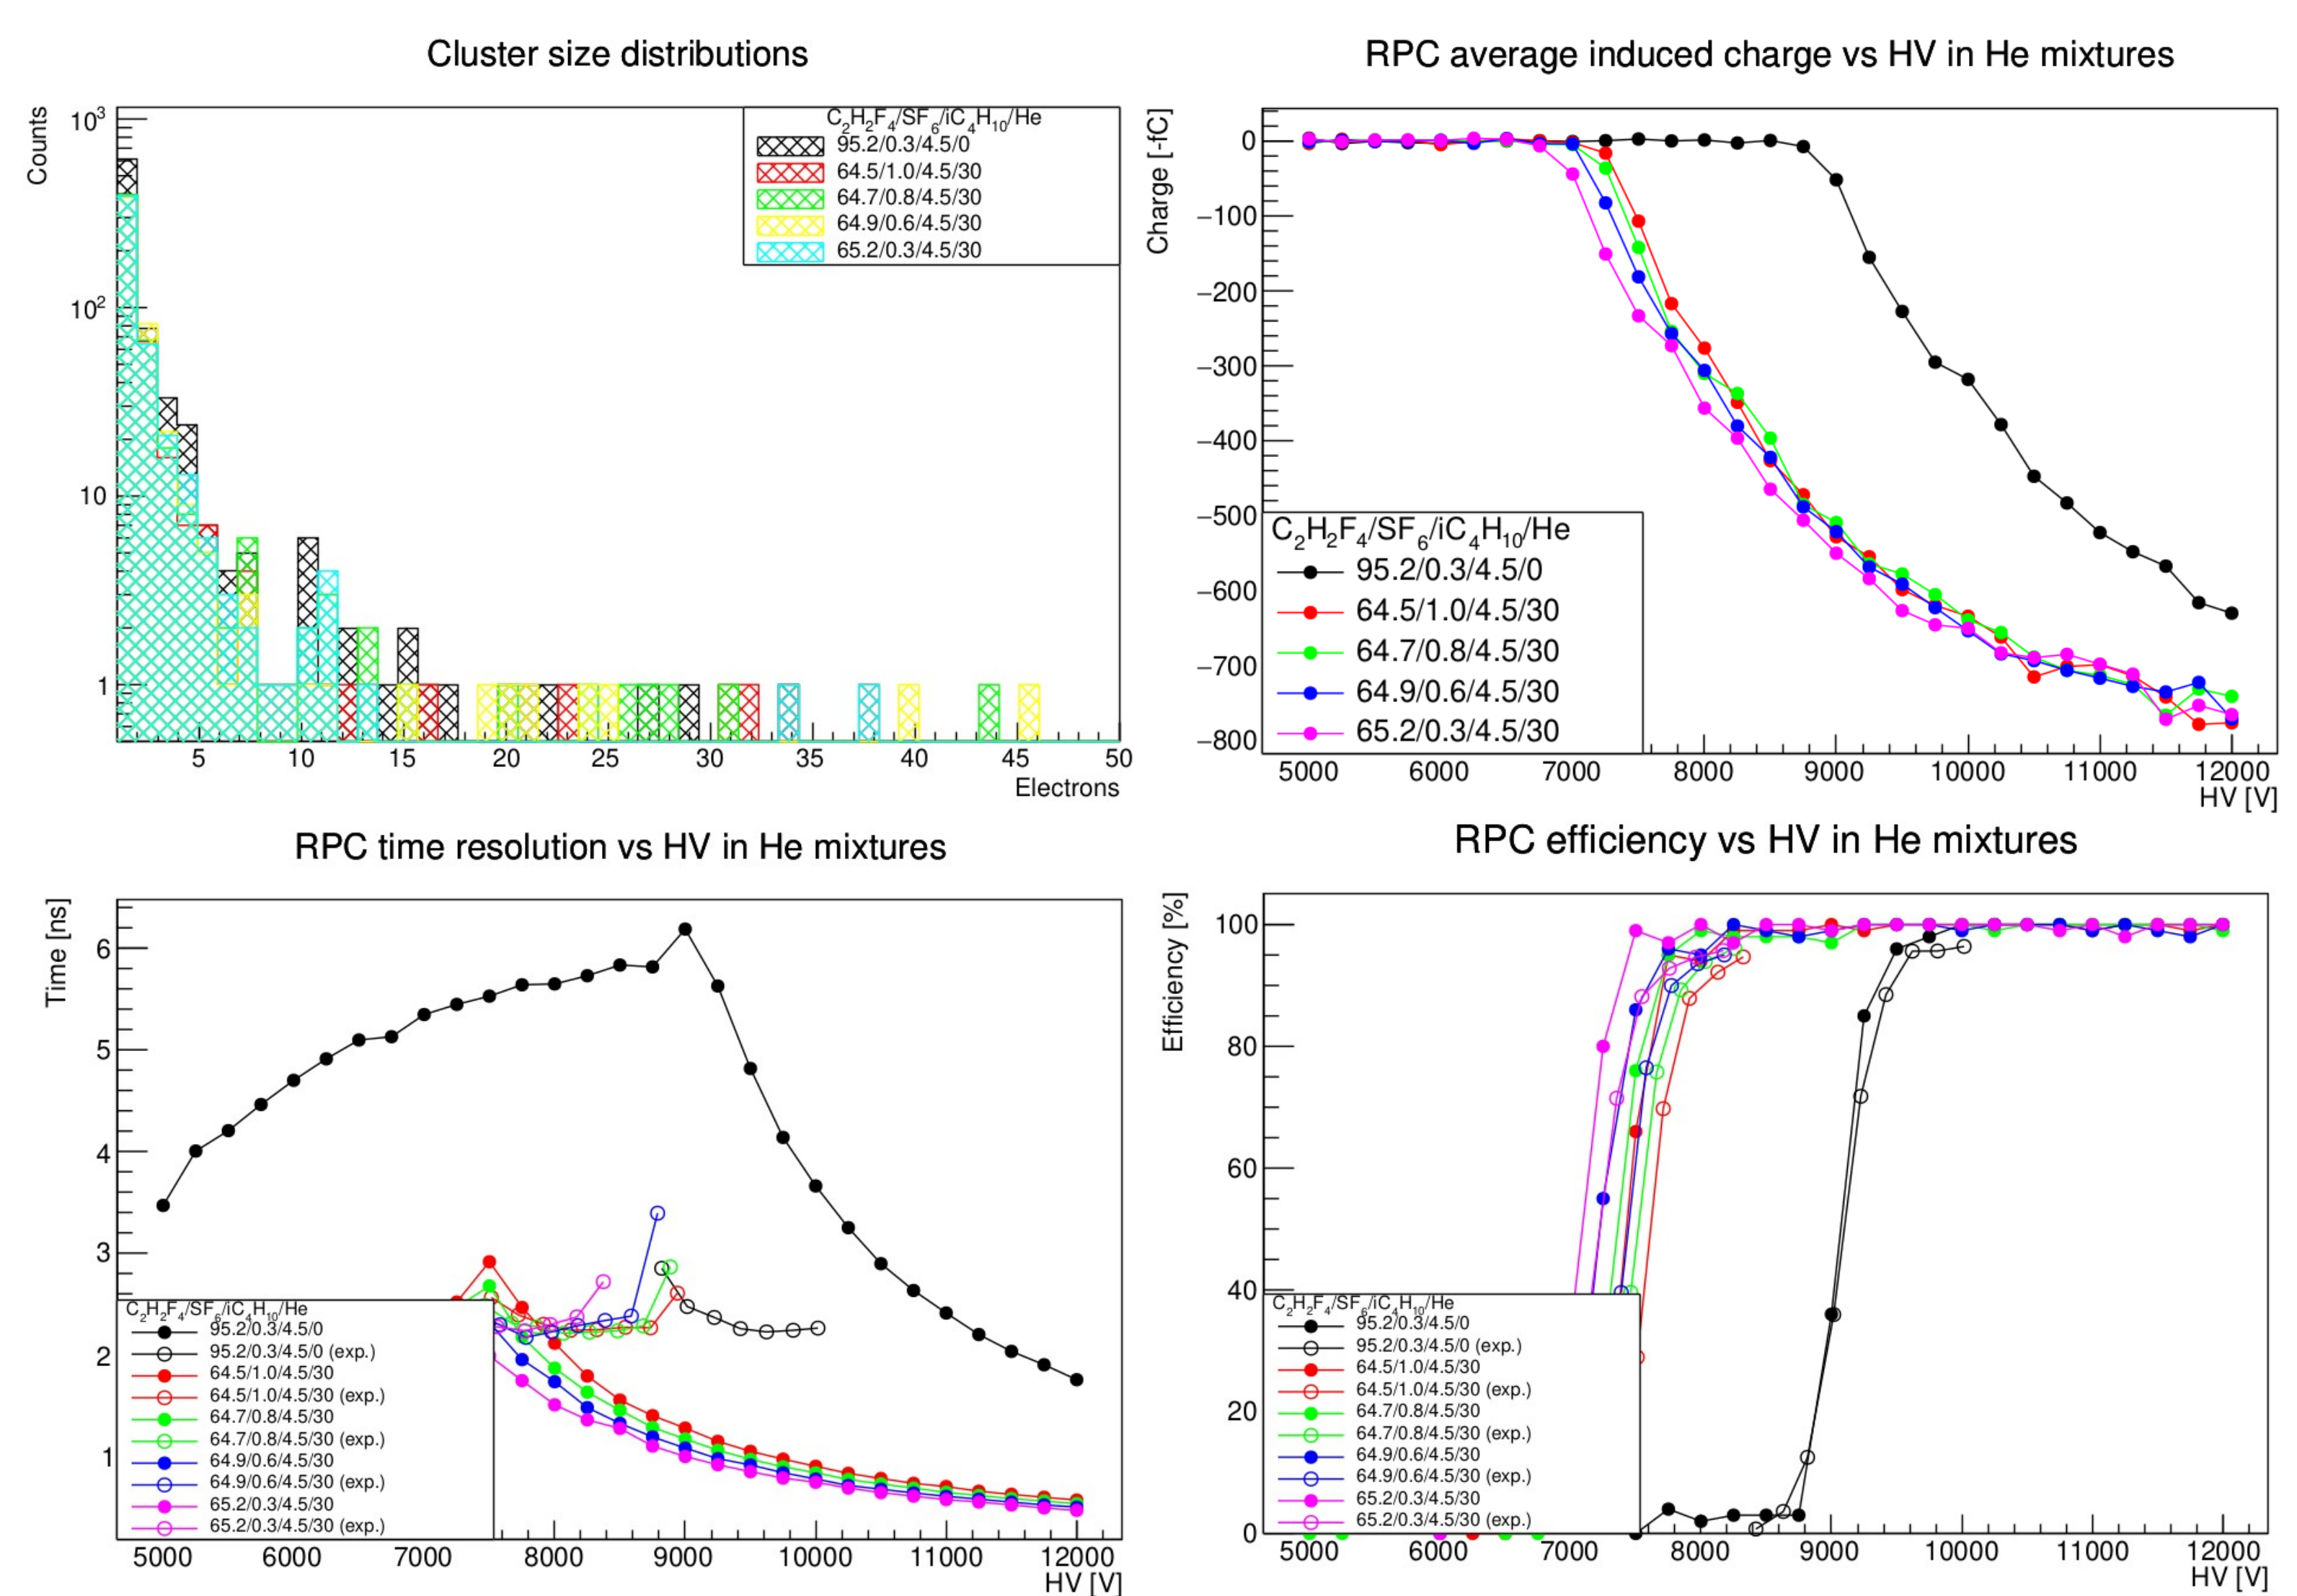 Cluster size distributions
Counts
10³
10²
10
1
5 10 15 20 25 30 35 40 45 50
Electrons
C₂H₂F₄/SF₆/iC₄H₁₀/He
95.2/0.3/4.5/0
64.5/1.0/4.5/30
64.7/0.8/4.5/30
64.9/0.6/4.5/30
65.2/0.3/4.5/30
RPC average induced charge vs HV in He mixtures
Charge [-fC]
0
−100
−200
−300
−400
−500
−600
−700
−800
5000 6000 7000 8000 9000 10000 11000 12000
HV [V]
C₂H₂F₄/SF₆/iC₄H₁₀/He
95.2/0.3/4.5/0
64.5/1.0/4.5/30
64.7/0.8/4.5/30
64.9/0.6/4.5/30
65.2/0.3/4.5/30
RPC time resolution vs HV in He mixtures
Time [ns]
6
5
4
3
2
1
5000 6000 7000 8000 9000 10000 11000 12000
HV [V]
C₂H₂F₄/SF₆/iC₄H₁₀/He
95.2/0.3/4.5/0
95.2/0.3/4.5/0 (exp.)
64.5/1.0/4.5/30
64.5/1.0/4.5/30 (exp.)
64.7/0.8/4.5/30
64.7/0.8/4.5/30 (exp.)
64.9/0.6/4.5/30
64.9/0.6/4.5/30 (exp.)
65.2/0.3/4.5/30
65.2/0.3/4.5/30 (exp.)
RPC efficiency vs HV in He mixtures
Efficiency [%]
100
80
60
40
20
0
5000 6000 7000 8000 9000 10000 11000 12000
HV [V]
C₂H₂F₄/SF₆/iC₄H₁₀/He
95.2/0.3/4.5/0
95.2/0.3/4.5/0 (exp.)
64.5/1.0/4.5/30
64.5/1.0/4.5/30 (exp.)
64.7/0.8/4.5/30
64.7/0.8/4.5/30 (exp.)
64.9/0.6/4.5/30
64.9/0.6/4.5/30 (exp.)
65.2/0.3/4.5/30
65.2/0.3/4.5/30 (exp.)